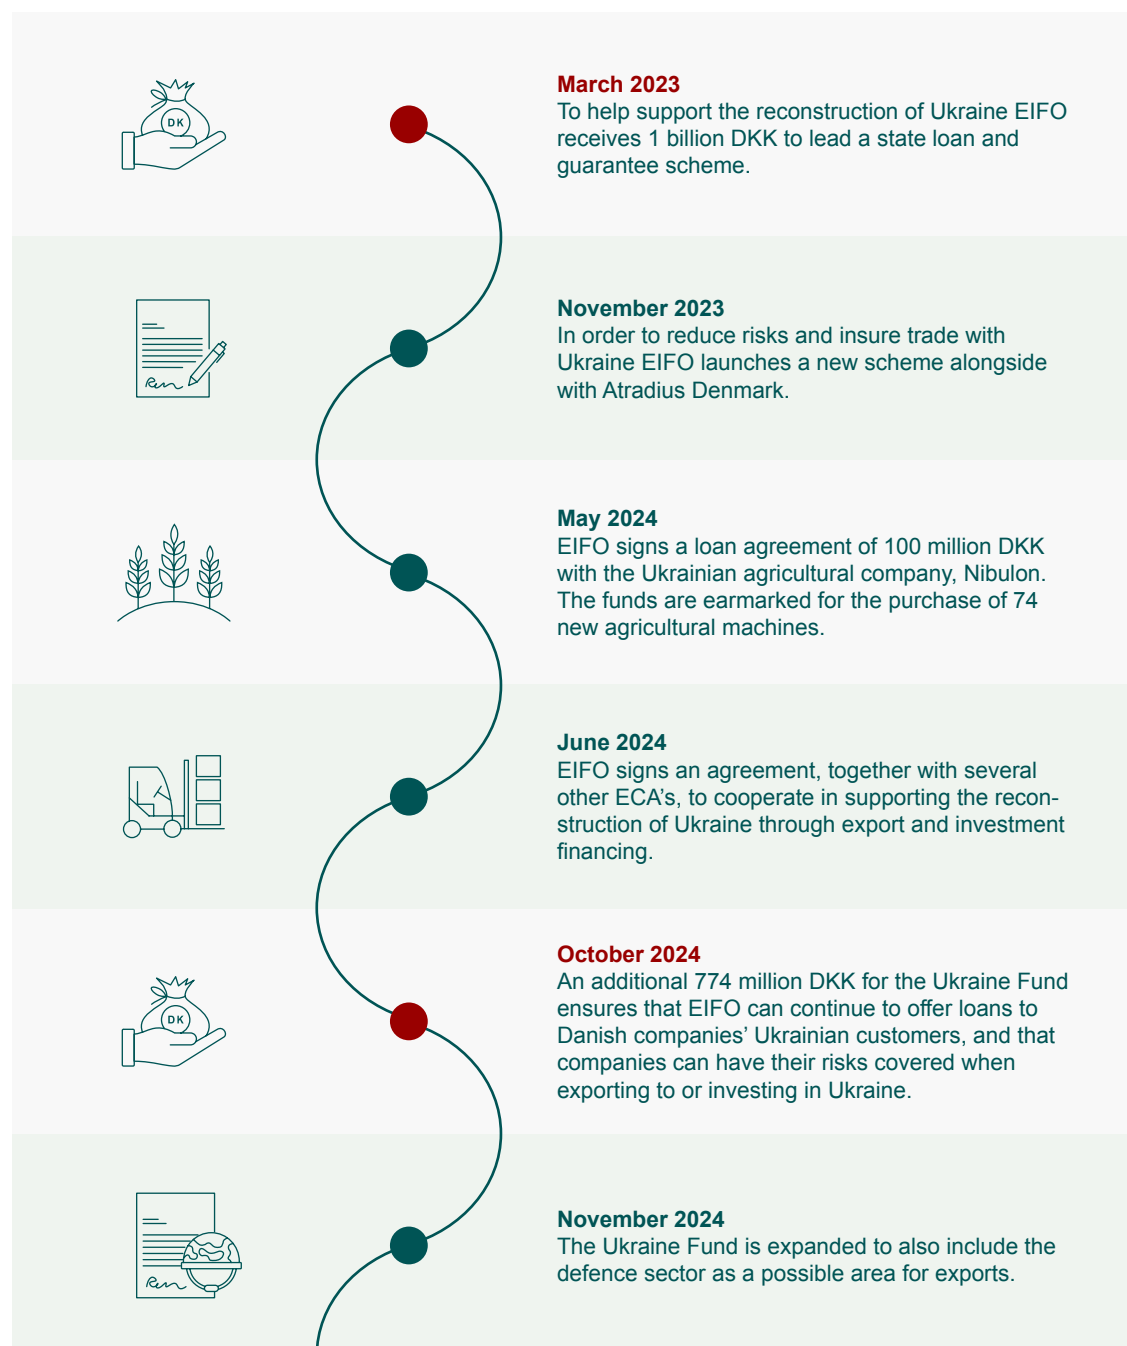 DK
March 2023
To help support the reconstruction of Ukraine EIFO
receives 1 billion DKK to lead a state loan and
guarantee scheme.
November 2023
In order to reduce risks and insure trade with
Ukraine EIFO launches a new scheme alongside
with Atradius Denmark.
May 2024
EIFO signs a loan agreement of 100 million DKK
with the Ukrainian agricultural company, Nibulon.
The funds are earmarked for the purchase of 74
new agricultural machines.
June 2024
EIFO signs an agreement, together with several
other ECA’s, to cooperate in supporting the recon-
struction of Ukraine through export and investment
financing.
DK
October 2024
An additional 774 million DKK for the Ukraine Fund
ensures that EIFO can continue to offer loans to
Danish companies’ Ukrainian customers, and that
companies can have their risks covered when
exporting to or investing in Ukraine.
November 2024
The Ukraine Fund is expanded to also include the
defence sector as a possible area for exports.